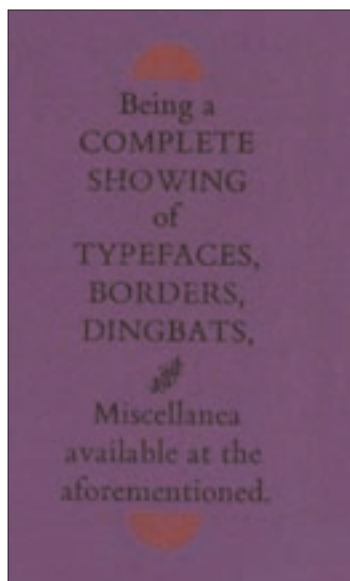 Being a
COMPLETE
SHOWING
of
TYPEFACES,
BORDERS,
DINGBATS,
Miscellanea
available at the
aforementioned.